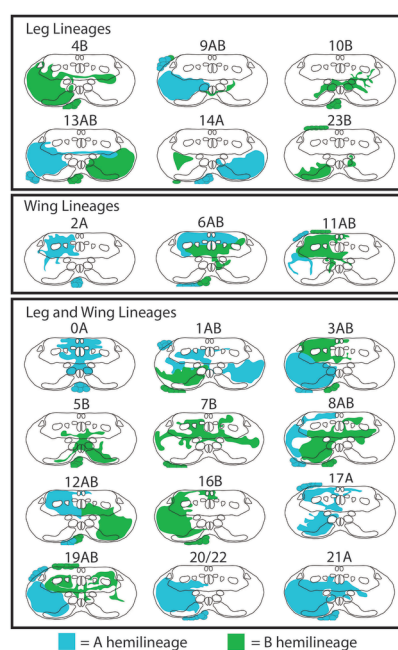 Leg Lineages
4B 9AB 10B
13AB 14A 23B
Wing Lineages
2A 6AB 11AB
Leg and Wing Lineages
0A 1AB 3AB
5B 7B 8AB
12AB 16B 17A
19AB 20/22 21A
= A hemilineage = B hemilineage